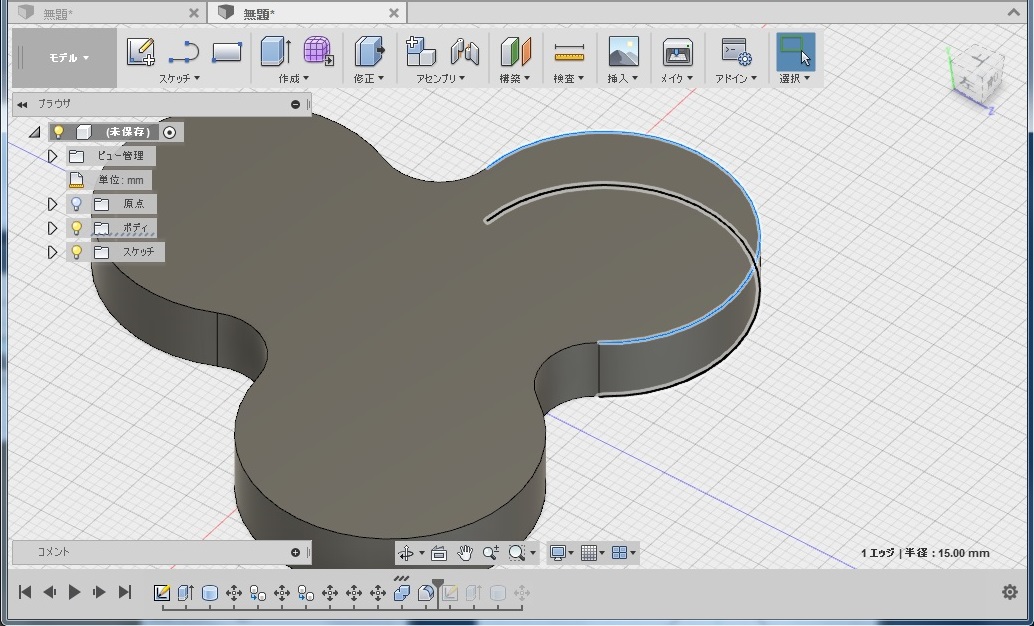 無題*
無題*
モデル
スケッチ
作成
修正
アセンブリ
構築
検査
挿入
メイク
アドイン
選択
ブラウザ
(未保存)
ビュー管理
単位: mm
原点
ボディ
スケッチ
Z
コメント
1 エッジ | 半径 : 15.00 mm